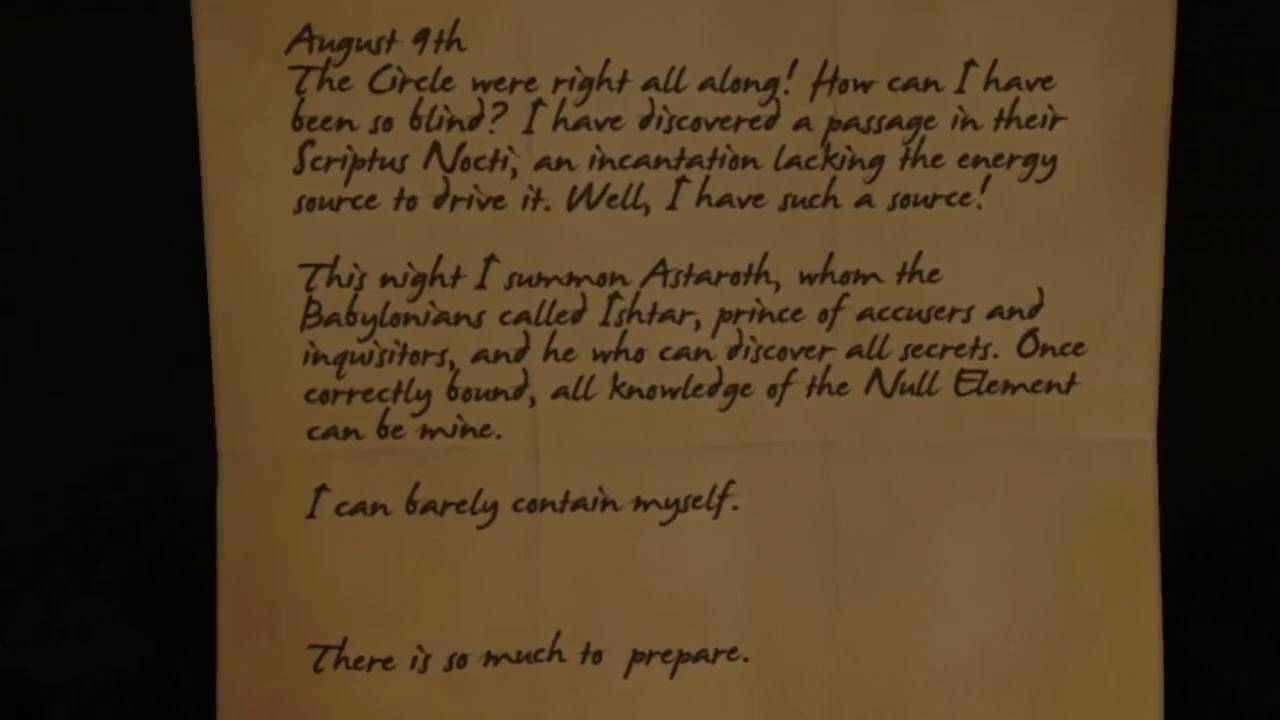 August 9th
The Circle were right all along! How can I have
been so blind? I have discovered a passage in their
Scriptus Nocti, an incantation lacking the energy
source to drive it. Well, I have such a source!
This night I summon Astaroth, whom the
Babylonians called Ishtar, prince of accusers and
inquisitors, and he who can discover all secrets. Once
correctly bound, all knowledge of the Null Element
can be mine.
I can barely contain myself.
There is so much to prepare.